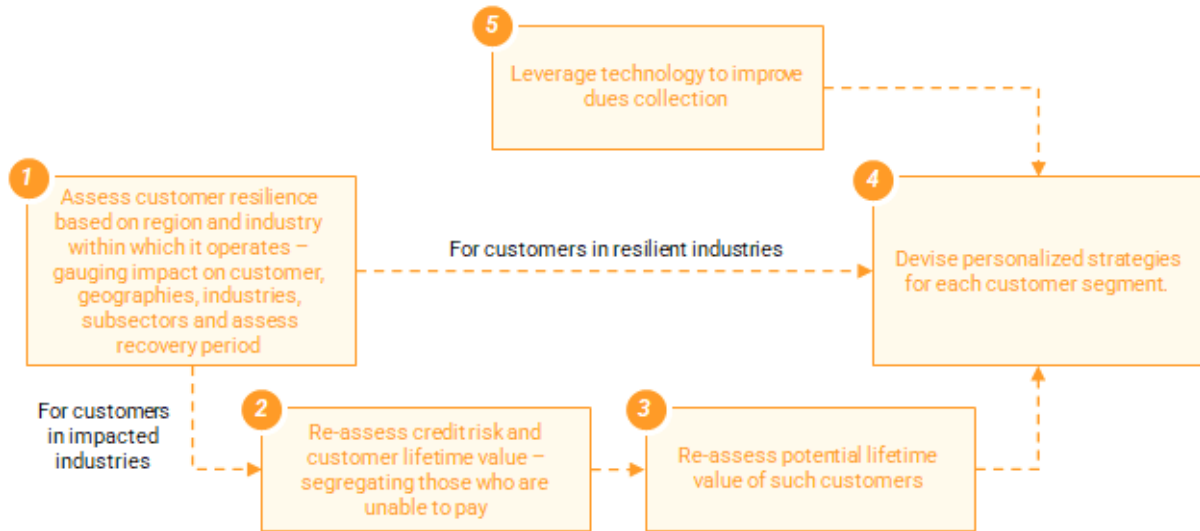 5
Leverage technology to improve
dues collection
1
Assess customer resilience
based on region and industry
within which it operates –
gauging impact on customer,
geographies, industries,
subsectors and assess
recovery period
For customers in resilient industries
4
Devise personalized strategies
for each customer segment.
For customers
in impacted
industries
2
Re-assess credit risk and
customer lifetime value –
segregating those who are
unable to pay
3
Re-assess potential lifetime
value of such customers